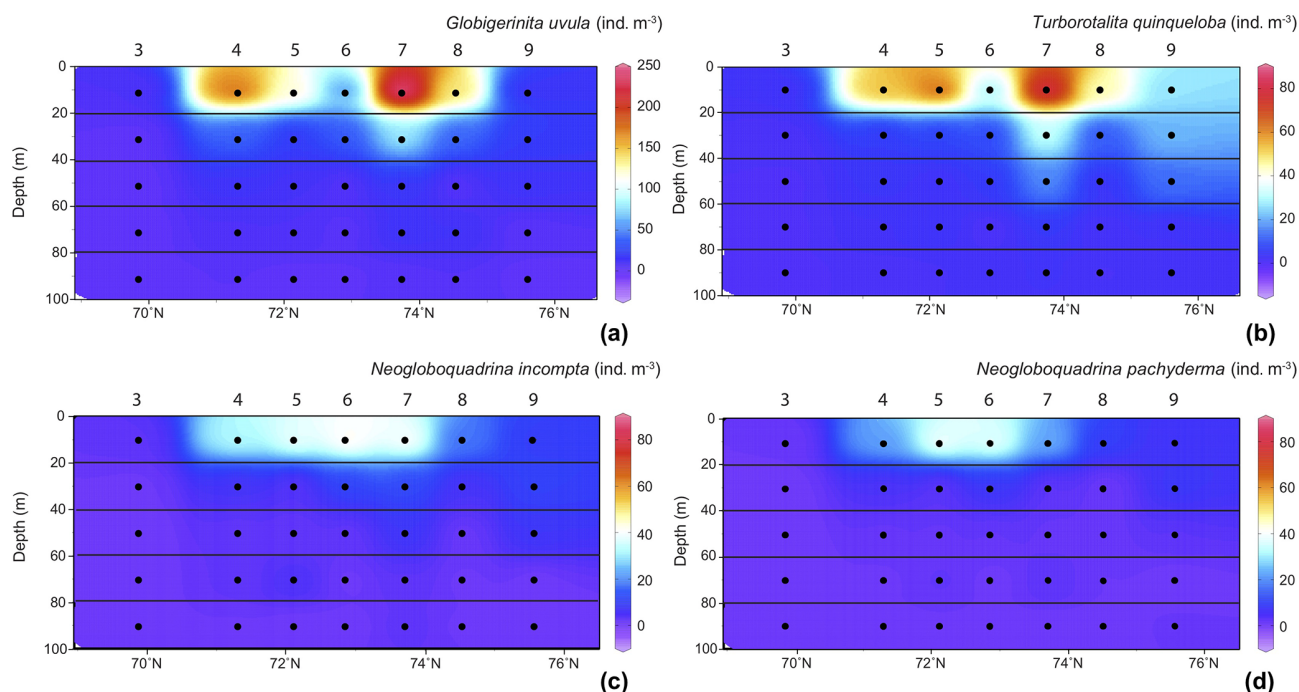 Globigerinita uvula (ind. m⁻³)
3 4 5 6 7 8 9
0
20
40
60
80
100
Depth (m)
70°N 72°N 74°N 76°N
250
200
150
100
50
0
(a)
Turborotalita quinqueloba (ind. m⁻³)
3 4 5 6 7 8 9
0
20
40
60
80
100
Depth (m)
70°N 72°N 74°N 76°N
80
60
40
20
0
(b)
Neogloboquadrina incompta (ind. m⁻³)
3 4 5 6 7 8 9
0
20
40
60
80
100
Depth (m)
70°N 72°N 74°N 76°N
80
60
40
20
0
(c)
Neogloboquadrina pachyderma (ind. m⁻³)
3 4 5 6 7 8 9
0
20
40
60
80
100
Depth (m)
70°N 72°N 74°N 76°N
80
60
40
20
0
(d)